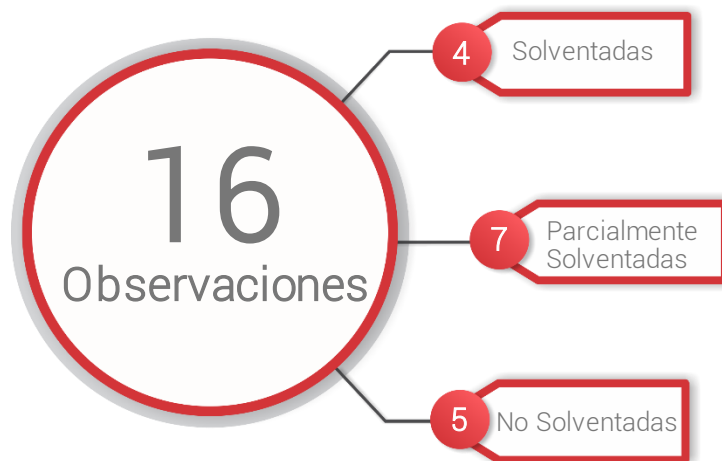 16
Observaciones
4
Solventadas
7
Parcialmente
Solventadas
5
No Solventadas